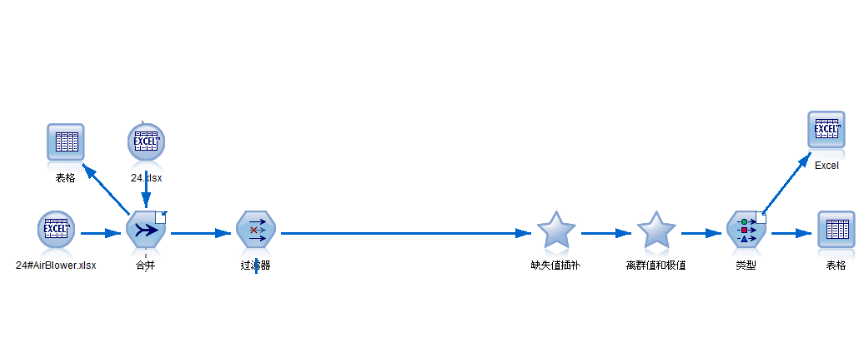 EXCEL
EXCEL
表格
24.xlsx
Excel
EXCEL
24#AirBlower.xlsx
合并
过滤器
缺失值插补
离群值和极值
类型
表格